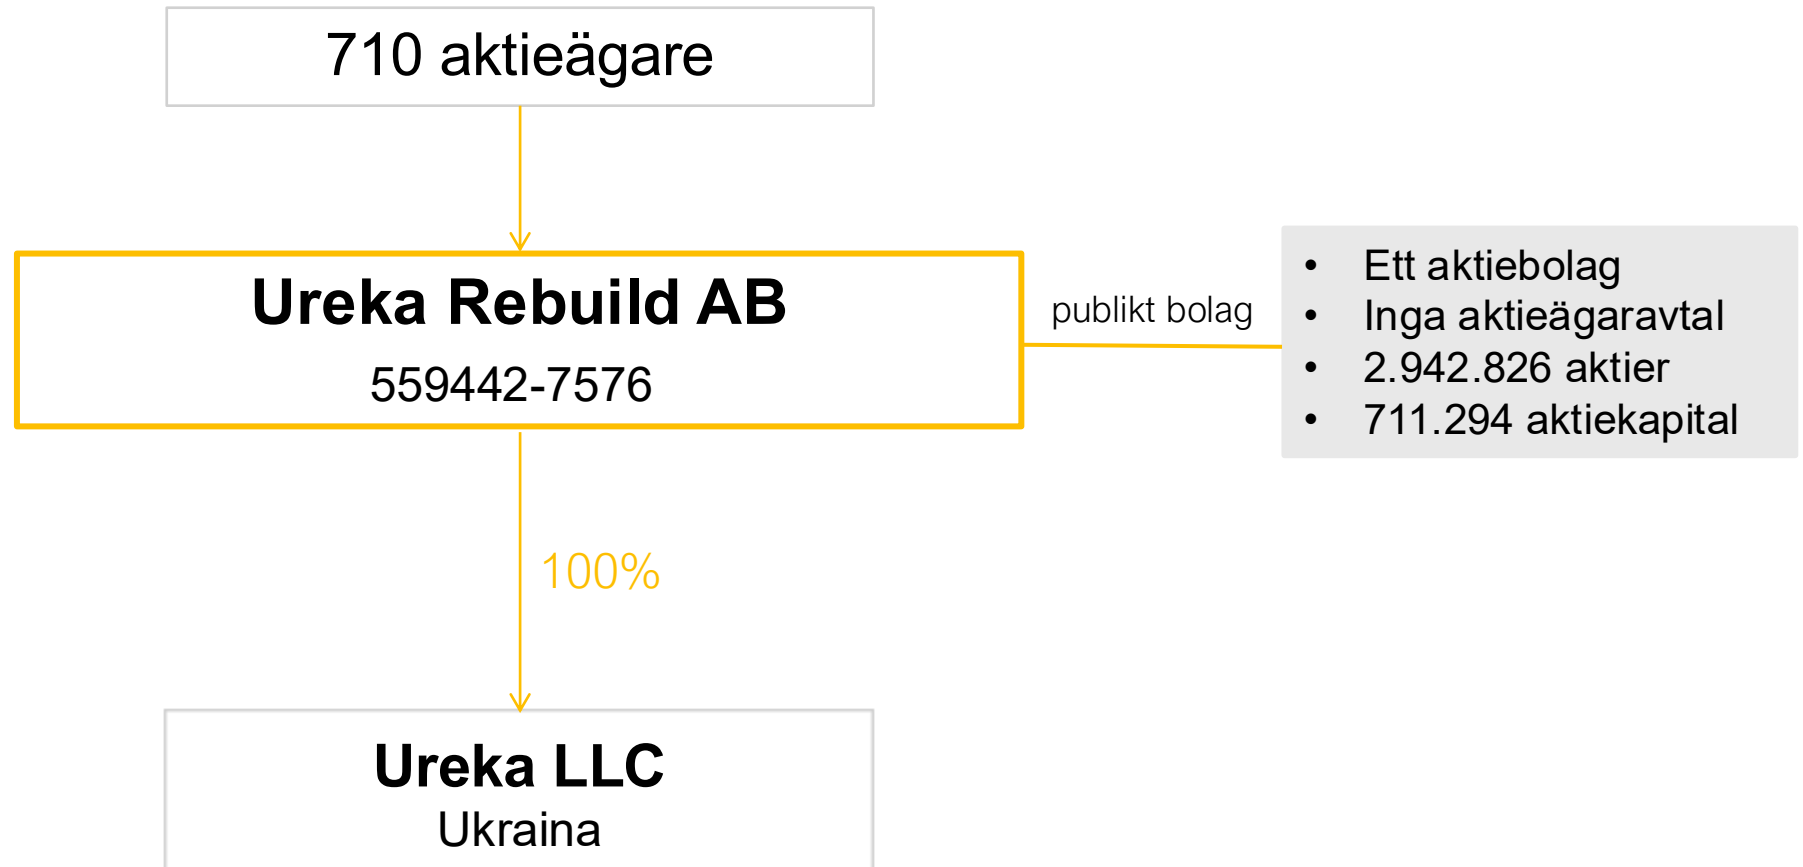 710 aktieägare
Ureka Rebuild AB
559442-7576
publikt bolag
• Ett aktiebolag
• Inga aktieägaravtal
• 2.942.826 aktier
• 711.294 aktiekapital
100%
Ureka LLC
Ukraina